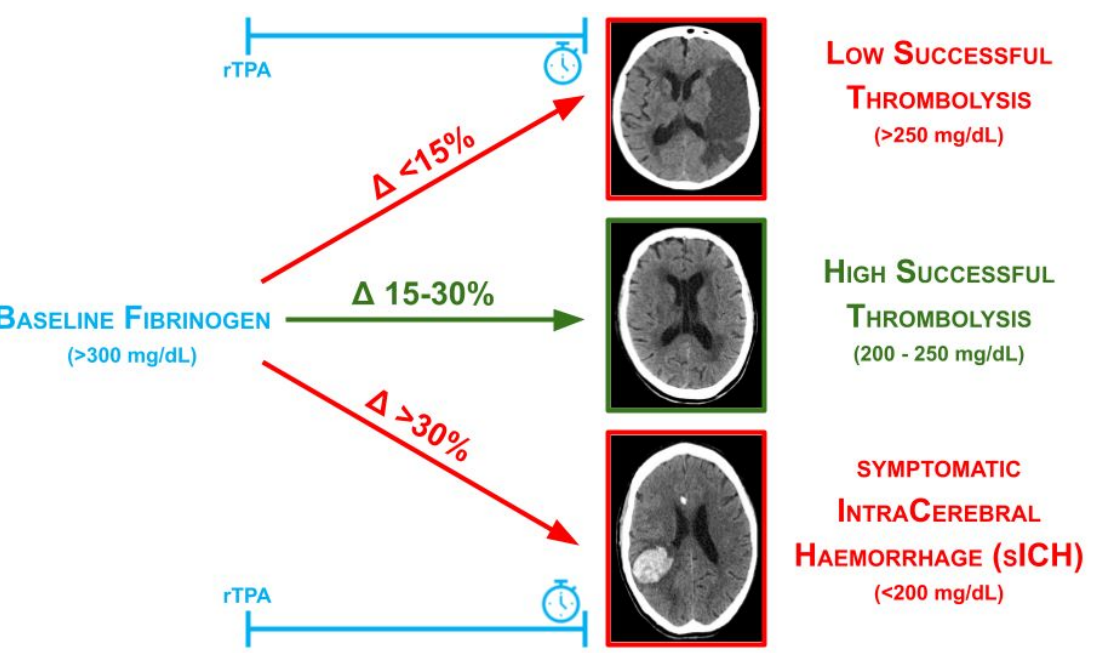 rTPA
LOW SUCCESSFUL
THROMBOLYSIS
(>250 mg/dL)
Δ <15%
BASELINE FIBRINOGEN
(>300 mg/dL)
Δ 15-30%
HIGH SUCCESSFUL
THROMBOLYSIS
(200 - 250 mg/dL)
Δ >30%
SYMPTOMATIC
INTRACEREBRAL
HAEMORRHAGE (sICH)
(<200 mg/dL)
rTPA